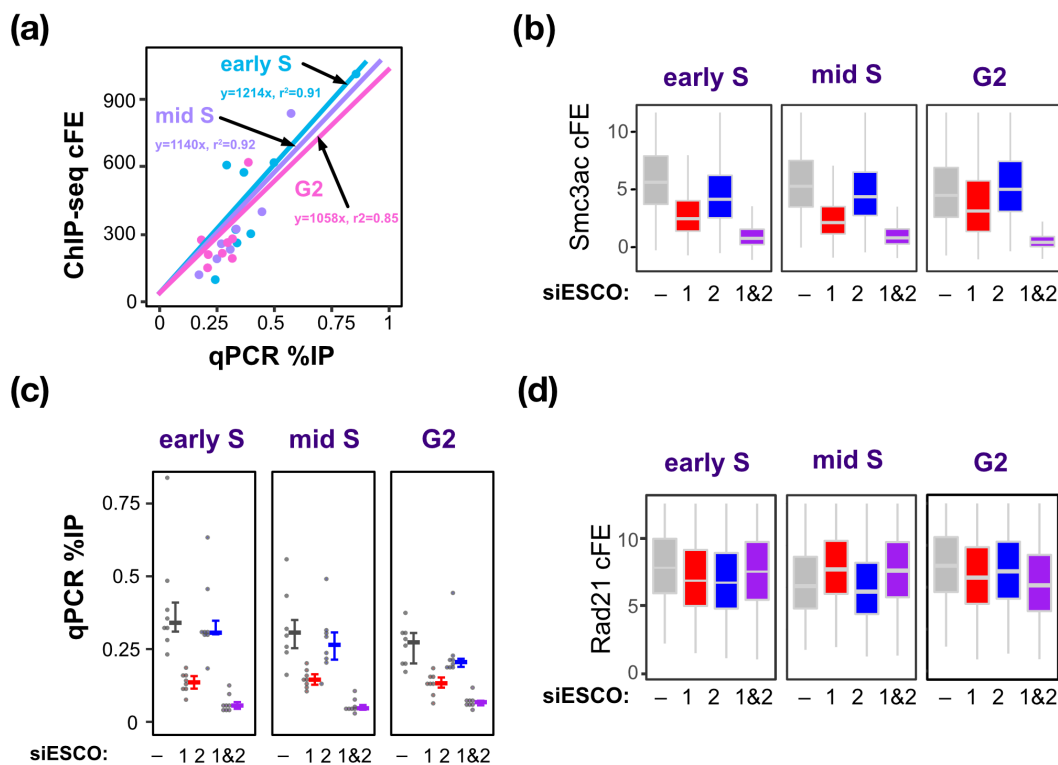 (a)
early S
y=1214x, r²=0.91
mid S
y=1140x, r²=0.92
G2
y=1058x, r2=0.85
ChIP-seq cFE
900
600
300
0
0 0.25 0.5 0.75 1
qPCR %IP
(b)
early S mid S G2
Smc3ac cFE
10
5
0
siESCO: – 1 2 1&2 – 1 2 1&2 – 1 2 1&2
(c)
early S mid S G2
qPCR %IP
0.75
0.5
0.25
0
siESCO: – 1 2 1&2 – 1 2 1&2 – 1 2 1&2
(d)
early S mid S G2
Rad21 cFE
10
5
0
siESCO: – 1 2 1&2 – 1 2 1&2 – 1 2 1&2